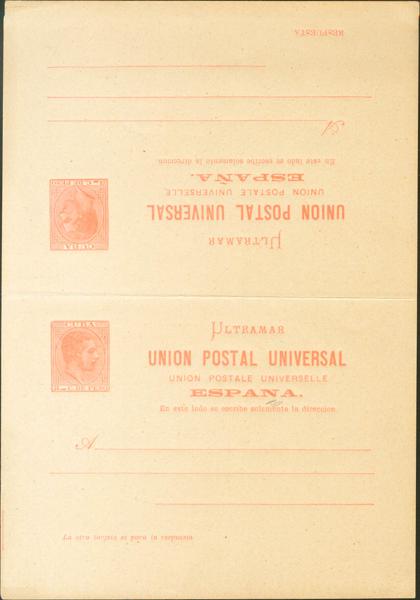 RESPUESTA
A
En este lado se escribe solamente la direccion
ESPAÑA.
UNION POSTALE UNIVERSELLE
UNION POSTAL UNIVERSAL
ULTRAMAR
CUBA
CUBA
ULTRAMAR
UNION POSTAL UNIVERSAL
UNION POSTALE UNIVERSELLE
ESPAÑA.
En este lado se escribe solamente la direccion.
A
La otra tarjeta es para la respuesta